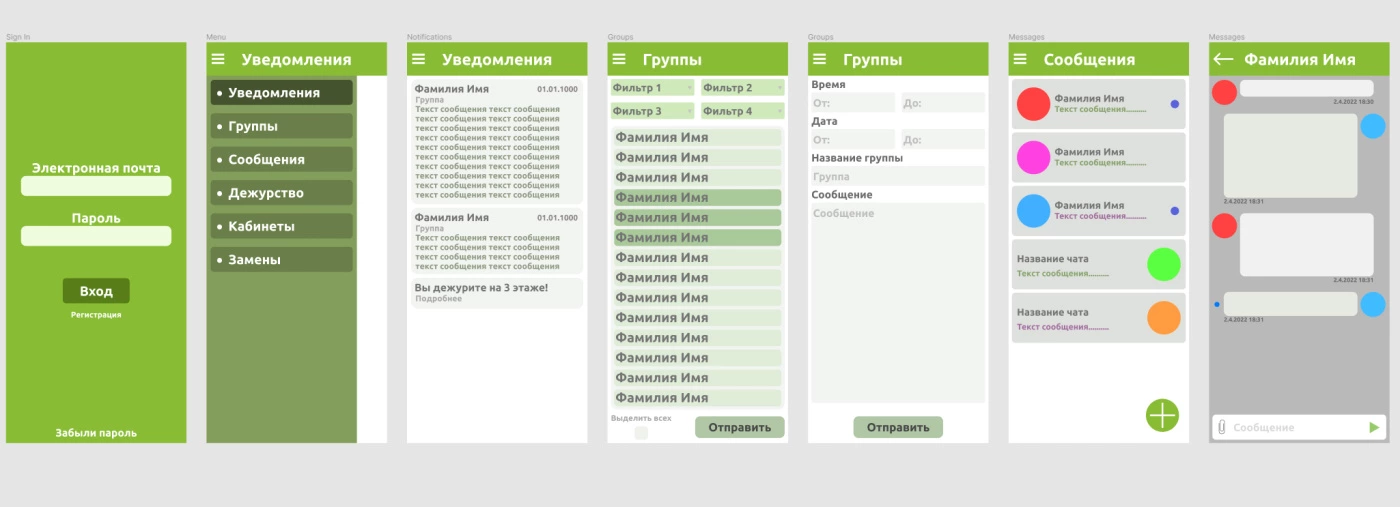 Sign In
Электронная почта
Пароль
Вход
Регистрация
Забыли пароль
Menu
Уведомления
Уведомления
Группы
Сообщения
Дежурство
Кабинеты
Замены
Notifications
Уведомления
Фамилия Имя 01.01.1000
Группа
Текст сообщения текст сообщения
текст сообщения текст сообщения
текст сообщения текст сообщения
текст сообщения текст сообщения
текст сообщения текст сообщения
текст сообщения текст сообщения
текст сообщения текст сообщения
текст сообщения текст сообщения
текст сообщения текст сообщения
текст сообщения текст сообщения
Фамилия Имя 01.01.1000
Группа
Текст сообщения текст сообщения
текст сообщения текст сообщения
текст сообщения текст сообщения
текст сообщения текст сообщения
Вы дежурите на 3 этаже!
Подробнее
Groups
Группы
Фильтр 1 Фильтр 2
Фильтр 3 Фильтр 4
Фамилия Имя
Фамилия Имя
Фамилия Имя
Фамилия Имя
Фамилия Имя
Фамилия Имя
Фамилия Имя
Фамилия Имя
Фамилия Имя
Фамилия Имя
Фамилия Имя
Фамилия Имя
Фамилия Имя
Фамилия Имя
Выделить всех
Отправить
Groups
Группы
Время
От: До:
Дата
От: До:
Название группы
Группа
Сообщение
Сообщение
Отправить
Messages
Сообщения
Фамилия Имя
Текст сообщения..........
Фамилия Имя
Текст сообщения..........
Фамилия Имя
Текст сообщения..........
Название чата
Текст сообщения..........
Название чата
Текст сообщения..........
Messages
Фамилия Имя
2.4.2022 18:30
2.4.2022 18:31
2.4.2022 18:31
2.4.2022 18:31
Сообщение